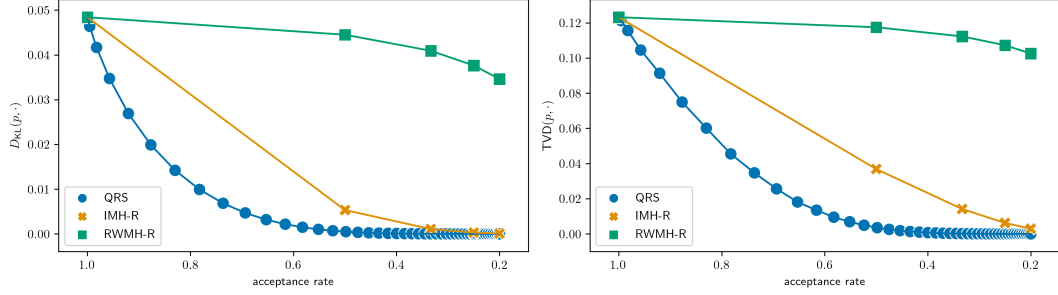 0.05
0.04
0.03
0.02
0.01
0.00
D_KL(p, ·)
QRS
IMH-R
RWMH-R
1.0 0.8 0.6 0.4 0.2
acceptance rate
0.12
0.10
0.08
0.06
0.04
0.02
0.00
TVD(p, ·)
QRS
IMH-R
RWMH-R
1.0 0.8 0.6 0.4 0.2
acceptance rate